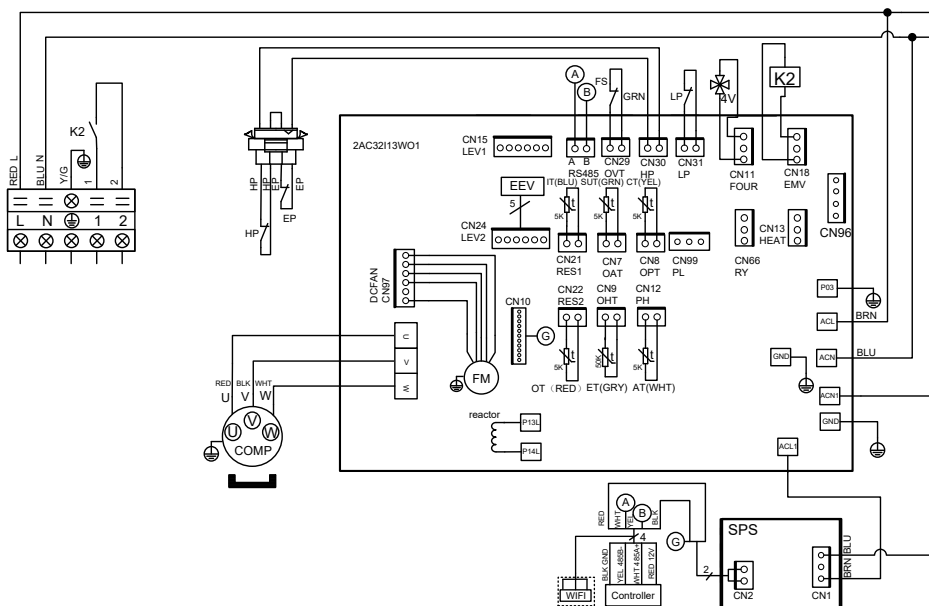 RED L
BLU N
Y/G
K2
1
2
L N 1 2
HP
HP
EP
EP
HP
EP
A
B
FS
GRN
LP
4V
K2
2AC32I13WO1
CN15
LEV1
A B
RS485
CN29
OVT
CN30
HP
CN31
LP
CN11
FOUR
CN18
EMV
EEV
5
CN24
LEV2
IT(BLU) SUT(GRN) CT(YEL)
t
5K
t
5K
t
5K
CN21
RES1
CN7
OAT
CN8
OPT
CN99
PL
CN66
RY
CN13
HEAT
CN96
DCFAN
CN97
CN10
G
CN22
RES2
CN9
OHT
CN12
PH
t
5K
t
50K
t
5K
OT（RED） ET(GRY) AT(WHT)
FM
reactor
P13L
P14L
P03
ACL
BRN
ACN
BLU
GND
ACN1
GND
ACL1
U
V
W
RED BLK WHT
U V W
U
V
W
COMP
RED
WHT
A
YEL
B
BLK
4
G
2
WIFI
BLK GND
YEL 485B-
WHT 485A+
RED 12V
Controller
SPS
CN2
CN1
BLU
BRN